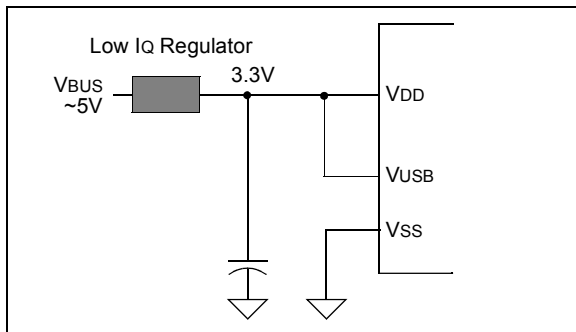 Low IQ Regulator
3.3V
VBUS
~5V
VDD
VUSB
VSS